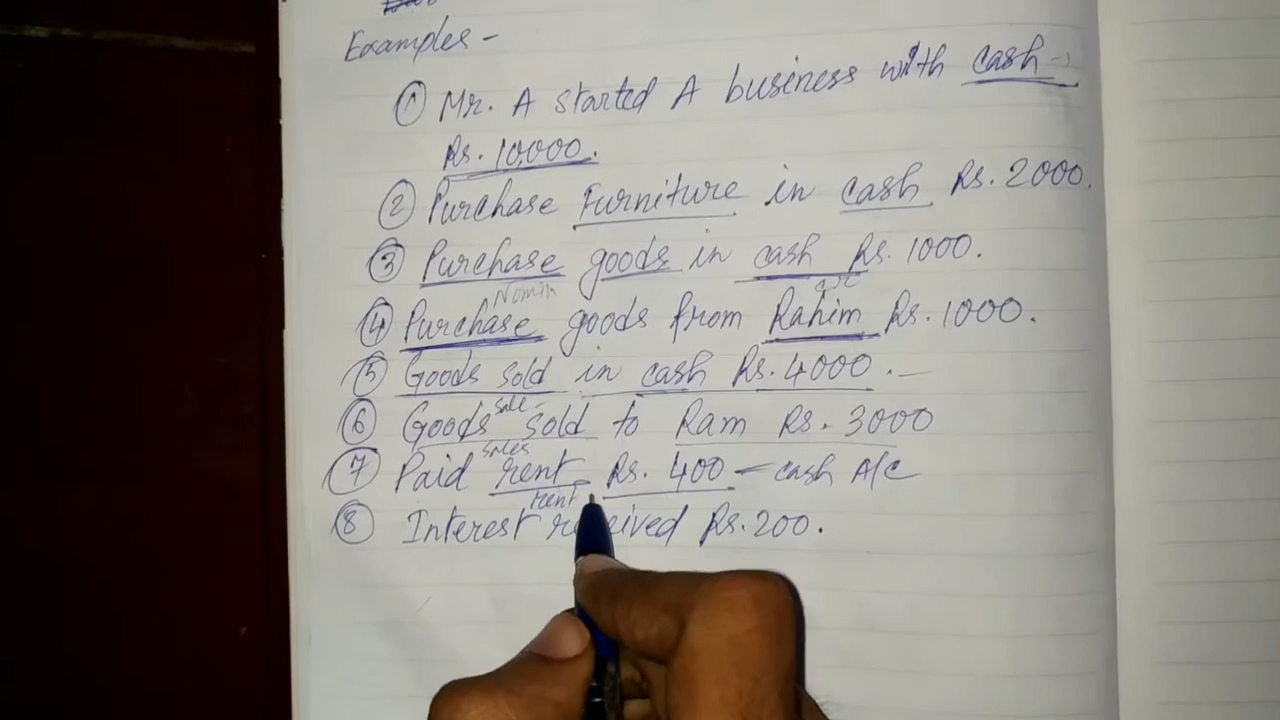 Examples -
① Mr. A started A business with cash -
Rs. 10,000.
② Purchase Furniture in cash Rs. 2000.
③ Purchase goods in cash Rs. 1000.
Nomin
④ Purchase goods from Rahim Rs. 1000.
⑤ Goods sold in cash Rs. 4000. -
sale -
⑥ Goods sold to Ram Rs. 3000
sales
⑦ Paid rent Rs. 400 - cash A/c
rent
⑧ Interest received Rs. 200.